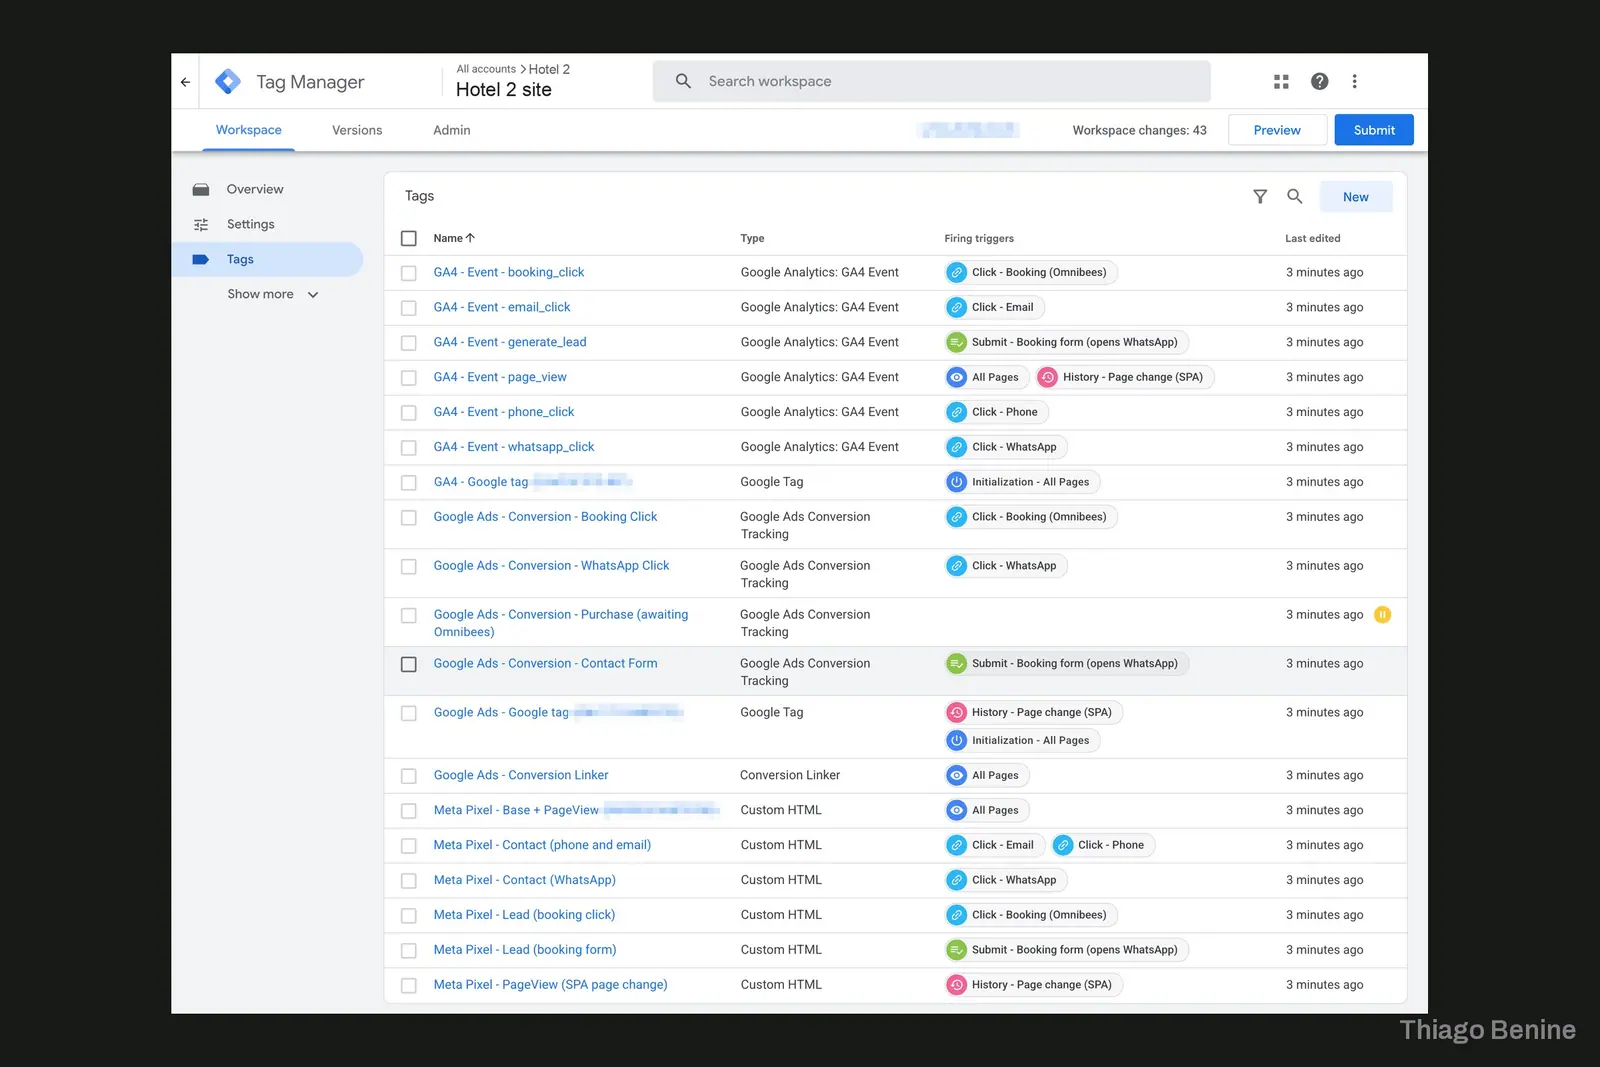 Tag Manager
All accounts > Hotel 2
Hotel 2 site
Search workspace
Workspace
Versions
Admin
Workspace changes: 43
Preview
Submit
Overview
Settings
Tags
Show more
Tags
New
Name
Type
Firing triggers
Last edited
GA4 - Event - booking_click
Google Analytics: GA4 Event
Click - Booking (Omnibees)
3 minutes ago
GA4 - Event - email_click
Google Analytics: GA4 Event
Click - Email
3 minutes ago
GA4 - Event - generate_lead
Google Analytics: GA4 Event
Submit - Booking form (opens WhatsApp)
3 minutes ago
GA4 - Event - page_view
Google Analytics: GA4 Event
All Pages
History - Page change (SPA)
3 minutes ago
GA4 - Event - phone_click
Google Analytics: GA4 Event
Click - Phone
3 minutes ago
GA4 - Event - whatsapp_click
Google Analytics: GA4 Event
Click - WhatsApp
3 minutes ago
GA4 - Google tag
Google Tag
Initialization - All Pages
3 minutes ago
Google Ads - Conversion - Booking Click
Google Ads Conversion
Tracking
Click - Booking (Omnibees)
3 minutes ago
Google Ads - Conversion - WhatsApp Click
Google Ads Conversion
Tracking
Click - WhatsApp
3 minutes ago
Google Ads - Conversion - Purchase (awaiting
Omnibees)
Google Ads Conversion
Tracking
3 minutes ago
Google Ads - Conversion - Contact Form
Google Ads Conversion
Tracking
Submit - Booking form (opens WhatsApp)
3 minutes ago
Google Ads - Google tag
Google Tag
History - Page change (SPA)
Initialization - All Pages
3 minutes ago
Google Ads - Conversion Linker
Conversion Linker
All Pages
3 minutes ago
Meta Pixel - Base + PageView
Custom HTML
All Pages
3 minutes ago
Meta Pixel - Contact (phone and email)
Custom HTML
Click - Email
Click - Phone
3 minutes ago
Meta Pixel - Contact (WhatsApp)
Custom HTML
Click - WhatsApp
3 minutes ago
Meta Pixel - Lead (booking click)
Custom HTML
Click - Booking (Omnibees)
3 minutes ago
Meta Pixel - Lead (booking form)
Custom HTML
Submit - Booking form (opens WhatsApp)
3 minutes ago
Meta Pixel - PageView (SPA page change)
Custom HTML
History - Page change (SPA)
3 minutes ago
Thiago Benine